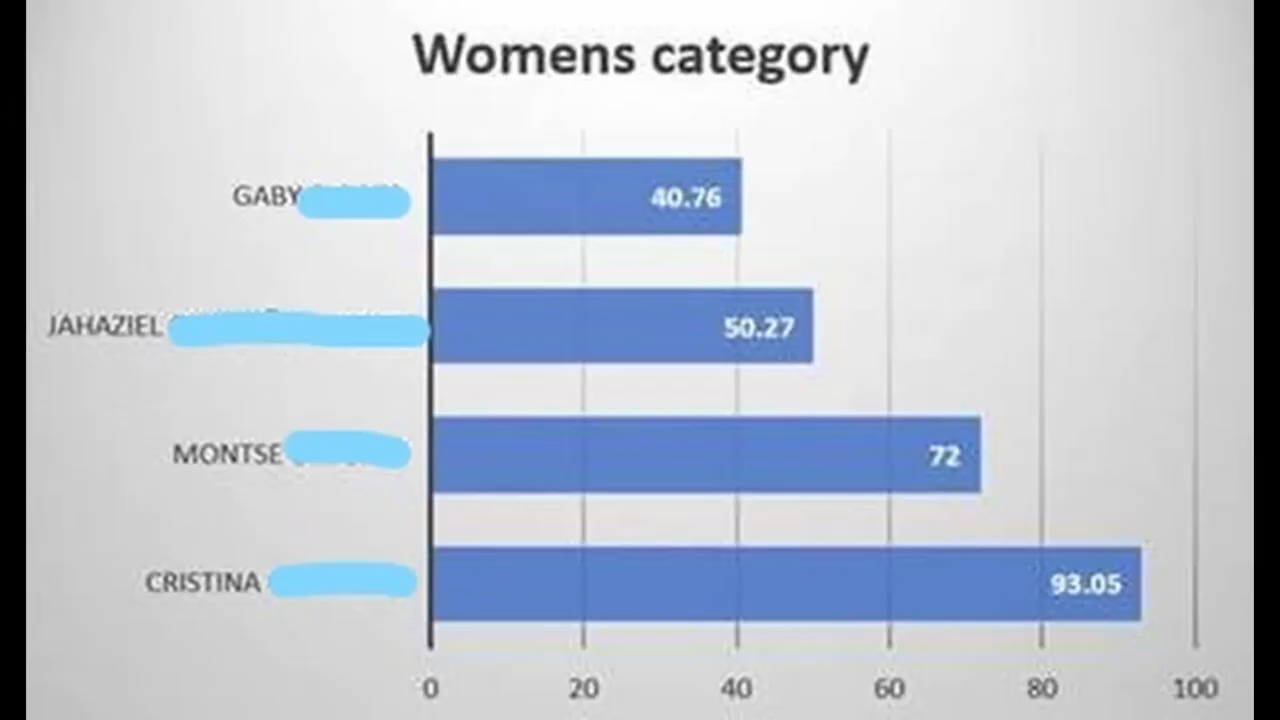 Womens category
GABY
40.76
JAHAZIEL
50.27
MONTSE
72
CRISTINA
93.05
0 20 40 60 80 100